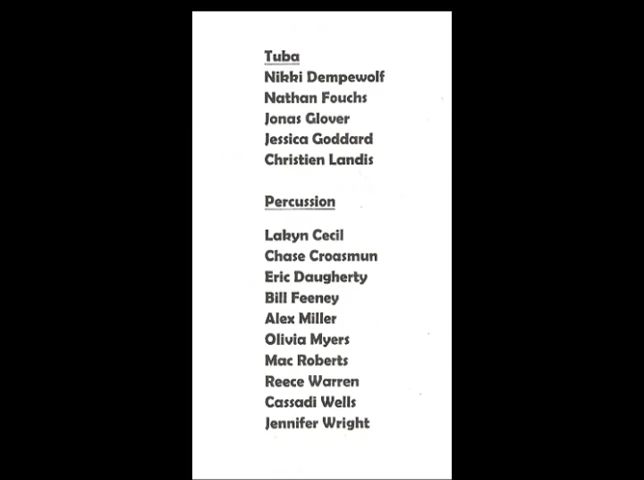 Tuba
Nikki Dempewolf
Nathan Fouchs
Jonas Glover
Jessica Goddard
Christien Landis
Percussion
Lakyn Cecil
Chase Croasmun
Eric Daugherty
Bill Feeney
Alex Miller
Olivia Myers
Mac Roberts
Reece Warren
Cassadi Wells
Jennifer Wright